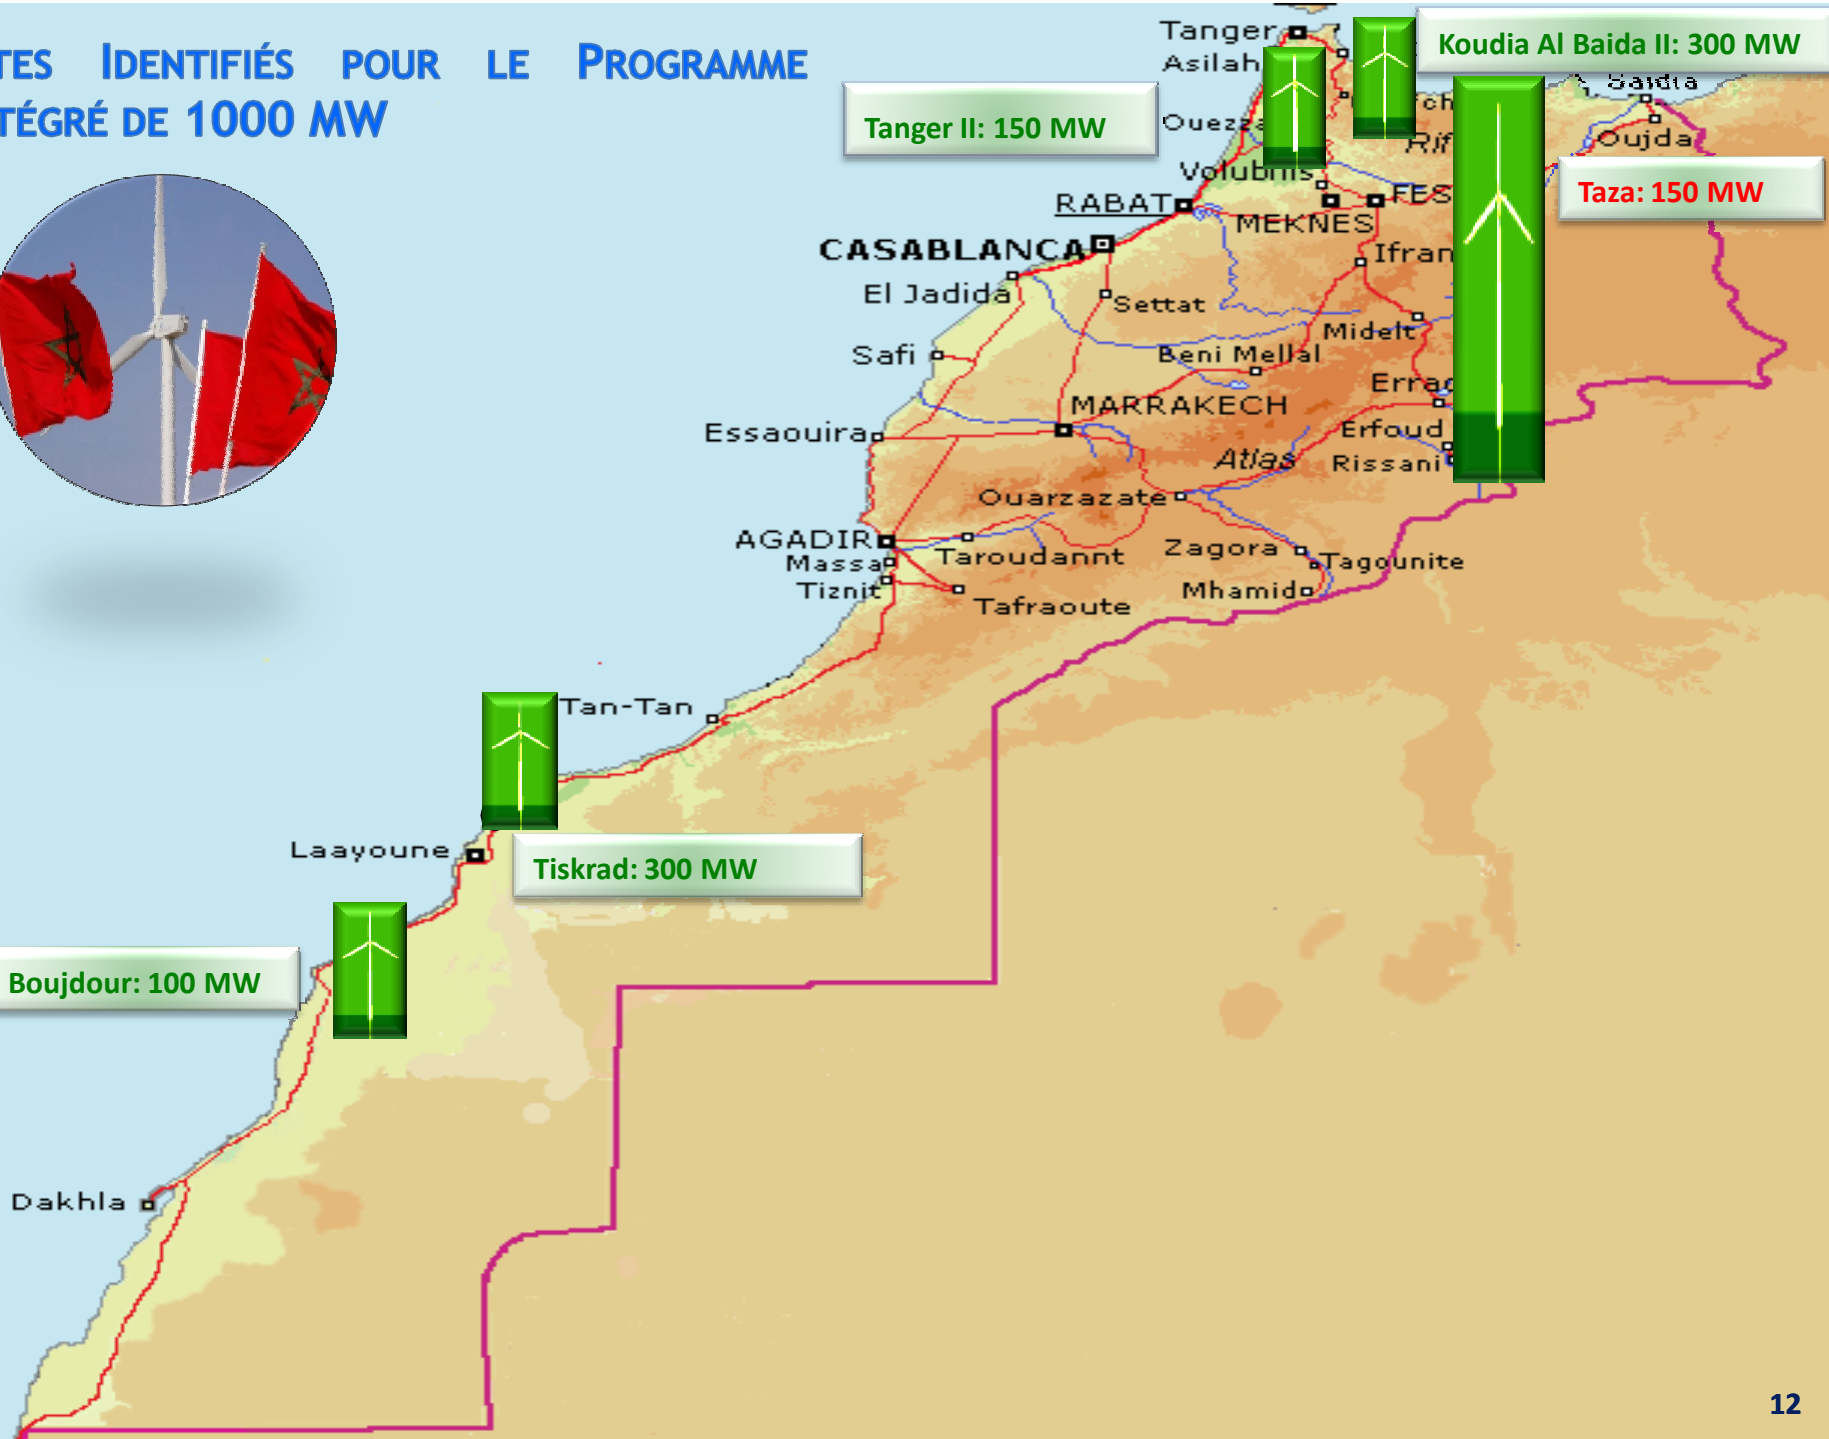 TES IDENTIFIÉS POUR LE PROGRAMME
TÉGRÉ DE 1000 MW
Koudia Al Baida II: 300 MW
Tanger
Asilah
Saidia
Tanger II: 150 MW
Oujda
Rif
Taza: 150 MW
RABAT
FES
MEKNES
CASABLANCA
Ifran
El Jadida
Settat
Midelt
Safi
Beni Mellal
MARRAKECH
Essaouira
Erfoud
Atlas
Rissani
Ouarzazate
AGADIR
Taroudannt
Zagora
Massa
Tagounite
Tiznit
Mhamid
Tafraoute
Tan-Tan
Laayoune
Tiskrad: 300 MW
Boujdour: 100 MW
Dakhla
12